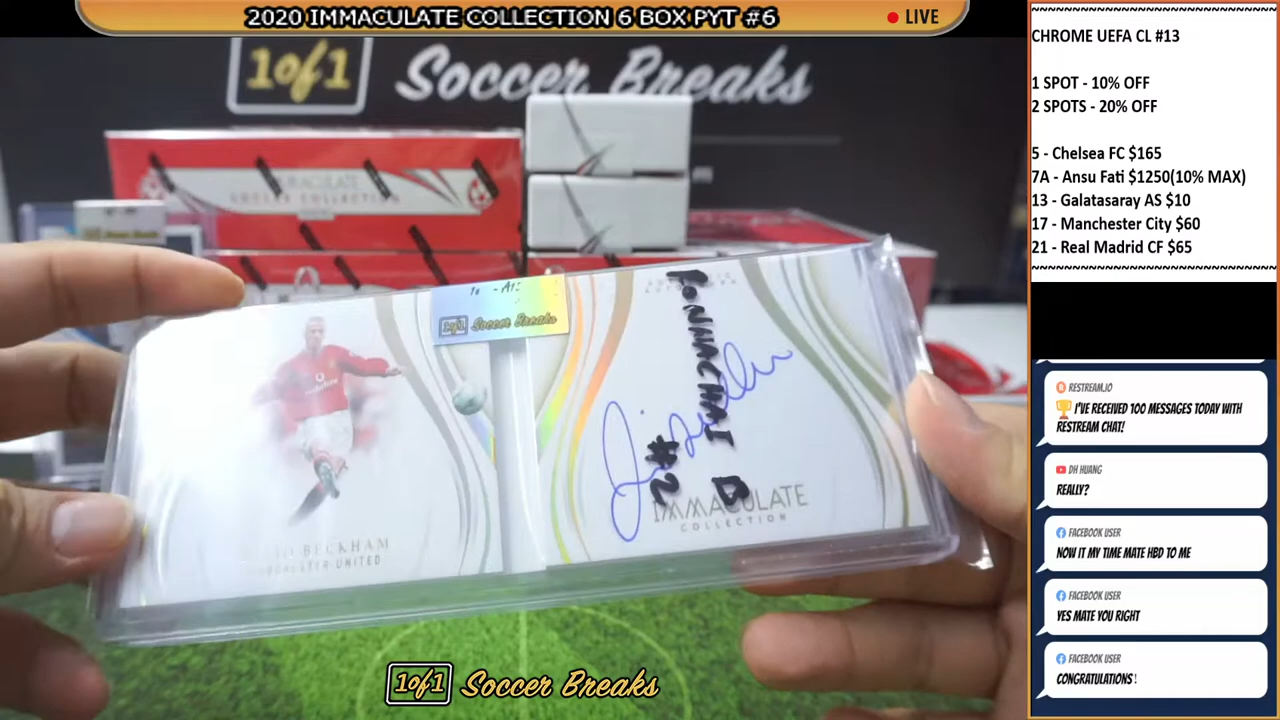 2020 IMMACULATE COLLECTION 6 BOX PYT #6
LIVE
1of1 Soccer Breaks
IMMACULATE
SOCCER COLLECTION
1of1 Soccer Breaks
BECKHAM
UNITED
RONNACHAI B
#2
IMMACULATE
COLLECTION
1of1 Soccer Breaks
CHROME UEFA CL #13
1 SPOT - 10% OFF
2 SPOTS - 20% OFF
5 - Chelsea FC $165
7A - Ansu Fati $1250(10% MAX)
13 - Galatasaray AS $10
17 - Manchester City $60
21 - Real Madrid CF $65
RESTREAM.IO
🏆 I'VE RECEIVED 100 MESSAGES TODAY WITH
RESTREAM CHAT!
DH HUANG
REALLY?
FACEBOOK USER
NOW IT MY TIME MATE HBD TO ME
FACEBOOK USER
YES MATE YOU RIGHT
FACEBOOK USER
CONGRATULATIONS!